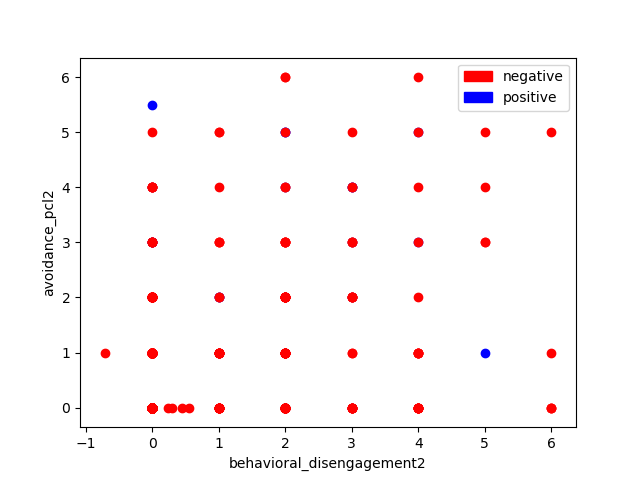 negative
positive
6
5
4
3
2
1
0
avoidance_pcl2
−1 0 1 2 3 4 5 6
behavioral_disengagement2